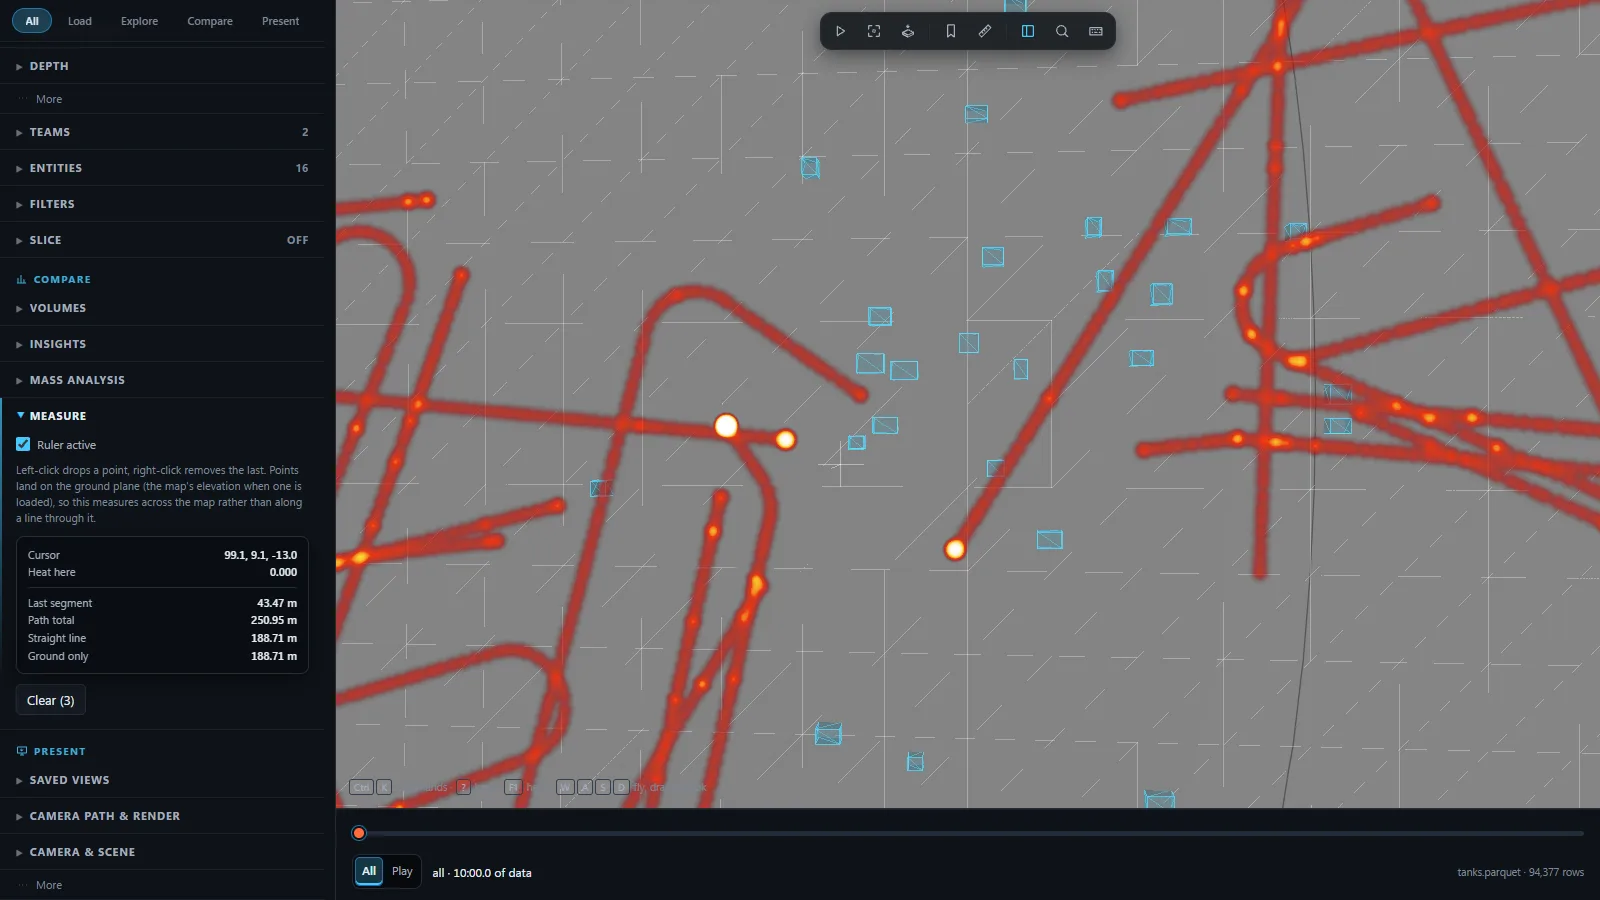 All Load Explore Compare Present
DEPTH
More
TEAMS 2
ENTITIES 16
FILTERS
SLICE OFF
COMPARE
VOLUMES
INSIGHTS
MASS ANALYSIS
MEASURE
Ruler active
Left-click drops a point, right-click removes the last. Points
land on the ground plane (the map's elevation when one is
loaded), so this measures across the map rather than along
a line through it.
Cursor 99.1, 9.1, -13.0
Heat here 0.000
Last segment 43.47 m
Path total 250.95 m
Straight line 188.71 m
Ground only 188.71 m
Clear (3)
PRESENT
SAVED VIEWS
CAMERA PATH & RENDER
CAMERA & SCENE
More
Ctrl K ? F1 W A S D
All Play all · 10:00.0 of data
tanks.parquet · 94,377 rows